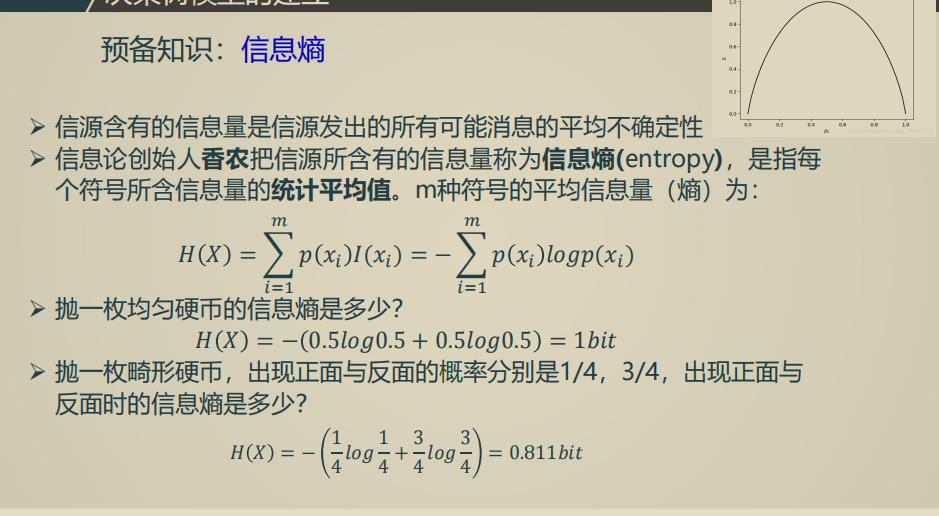 决策树模型的建立
预备知识：信息熵
1.0
0.8
0.6
0.4
0.2
0.0
0.0 0.2 0.4 0.6 0.8 1.0
➢ 信源含有的信息量是信源发出的所有可能消息的平均不确定性
➢ 信息论创始人香农把信源所含有的信息量称为信息熵(entropy)，是指每
个符号所含信息量的统计平均值。m种符号的平均信息量（熵）为：
H(X) = ∑_{i=1}^{m} p(x_i)I(x_i) = − ∑_{i=1}^{m} p(x_i)logp(x_i)
➢ 抛一枚均匀硬币的信息熵是多少？
H(X) = −(0.5log0.5 + 0.5log0.5) = 1bit
➢ 抛一枚畸形硬币，出现正面与反面的概率分别是1/4，3/4，出现正面与
反面时的信息熵是多少？
H(X) = −(1/4 log 1/4 + 3/4 log 3/4) = 0.811bit